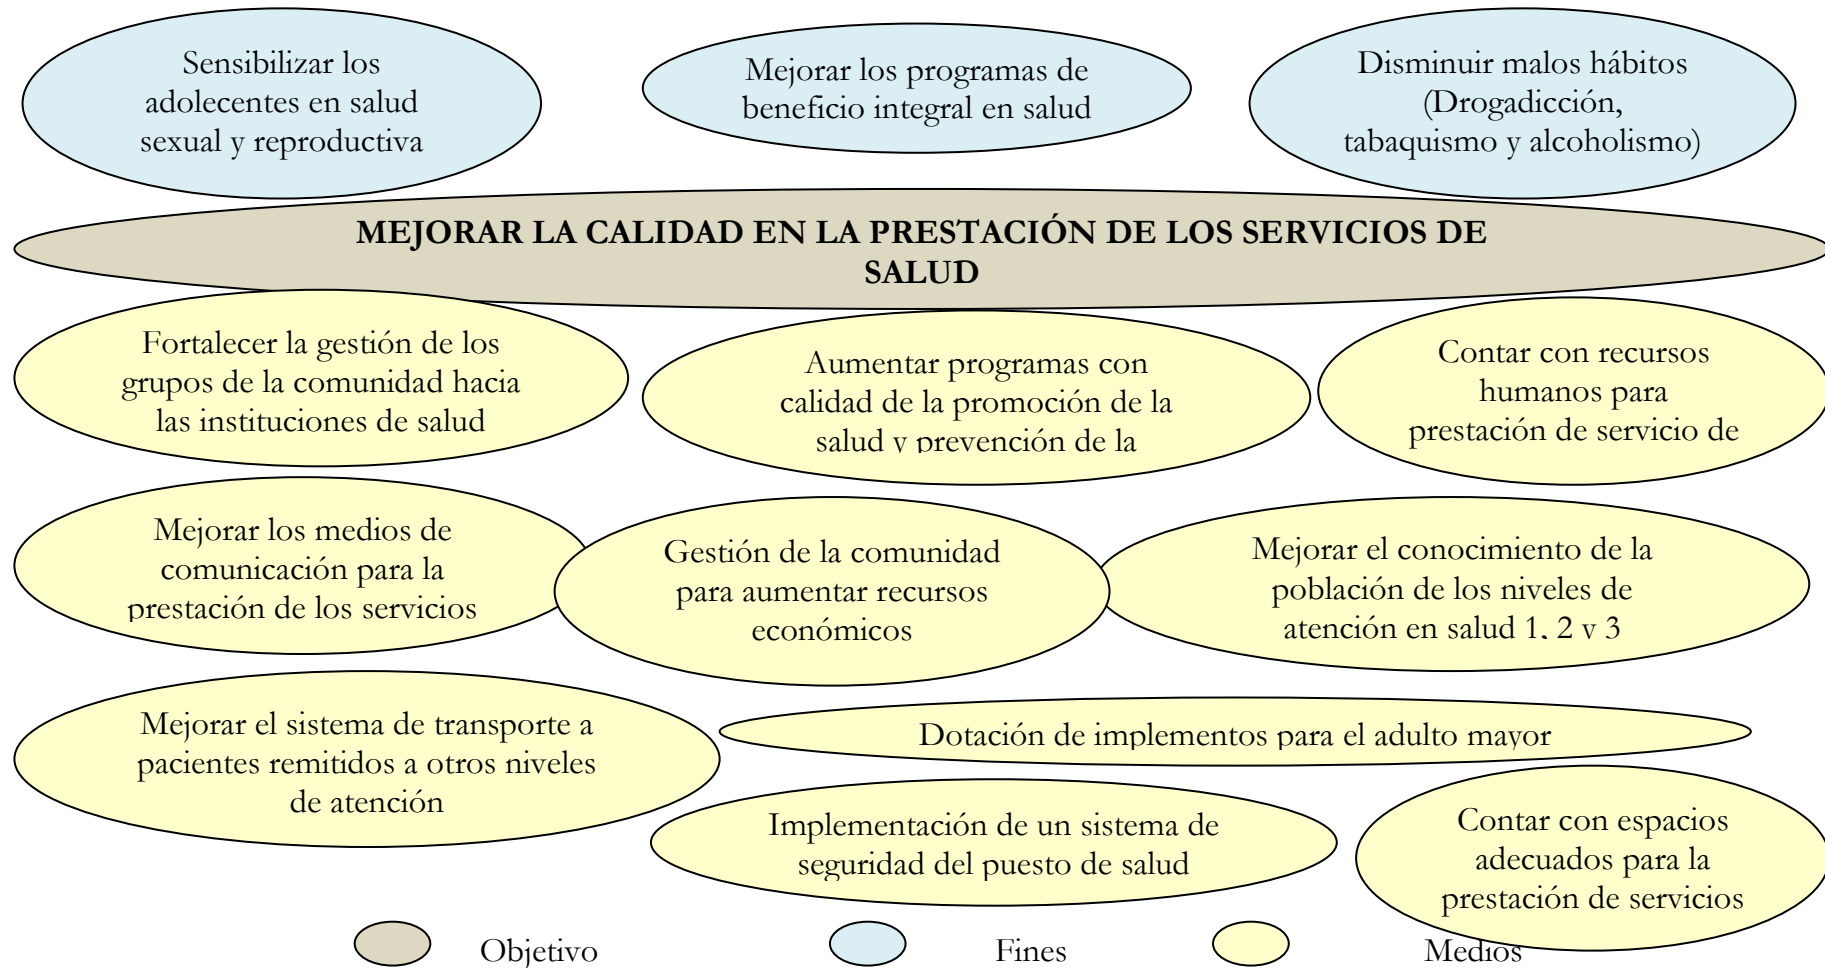 Sensibilizar los
adolecentes en salud
sexual y reproductiva
Mejorar los programas de
beneficio integral en salud
Disminuir malos hábitos
(Drogadicción,
tabaquismo y alcoholismo)
MEJORAR LA CALIDAD EN LA PRESTACIÓN DE LOS SERVICIOS DE
SALUD
Fortalecer la gestión de los
grupos de la comunidad hacia
las instituciones de salud
Aumentar programas con
calidad de la promoción de la
salud y prevención de la
Contar con recursos
humanos para
prestación de servicio de
Mejorar los medios de
comunicación para la
prestación de los servicios
Gestión de la comunidad
para aumentar recursos
económicos
Mejorar el conocimiento de la
población de los niveles de
atención en salud 1, 2 y 3
Mejorar el sistema de transporte a
pacientes remitidos a otros niveles
de atención
Dotación de implementos para el adulto mayor
Implementación de un sistema de
seguridad del puesto de salud
Contar con espacios
adecuados para la
prestación de servicios
Objetivo
Fines
Medios